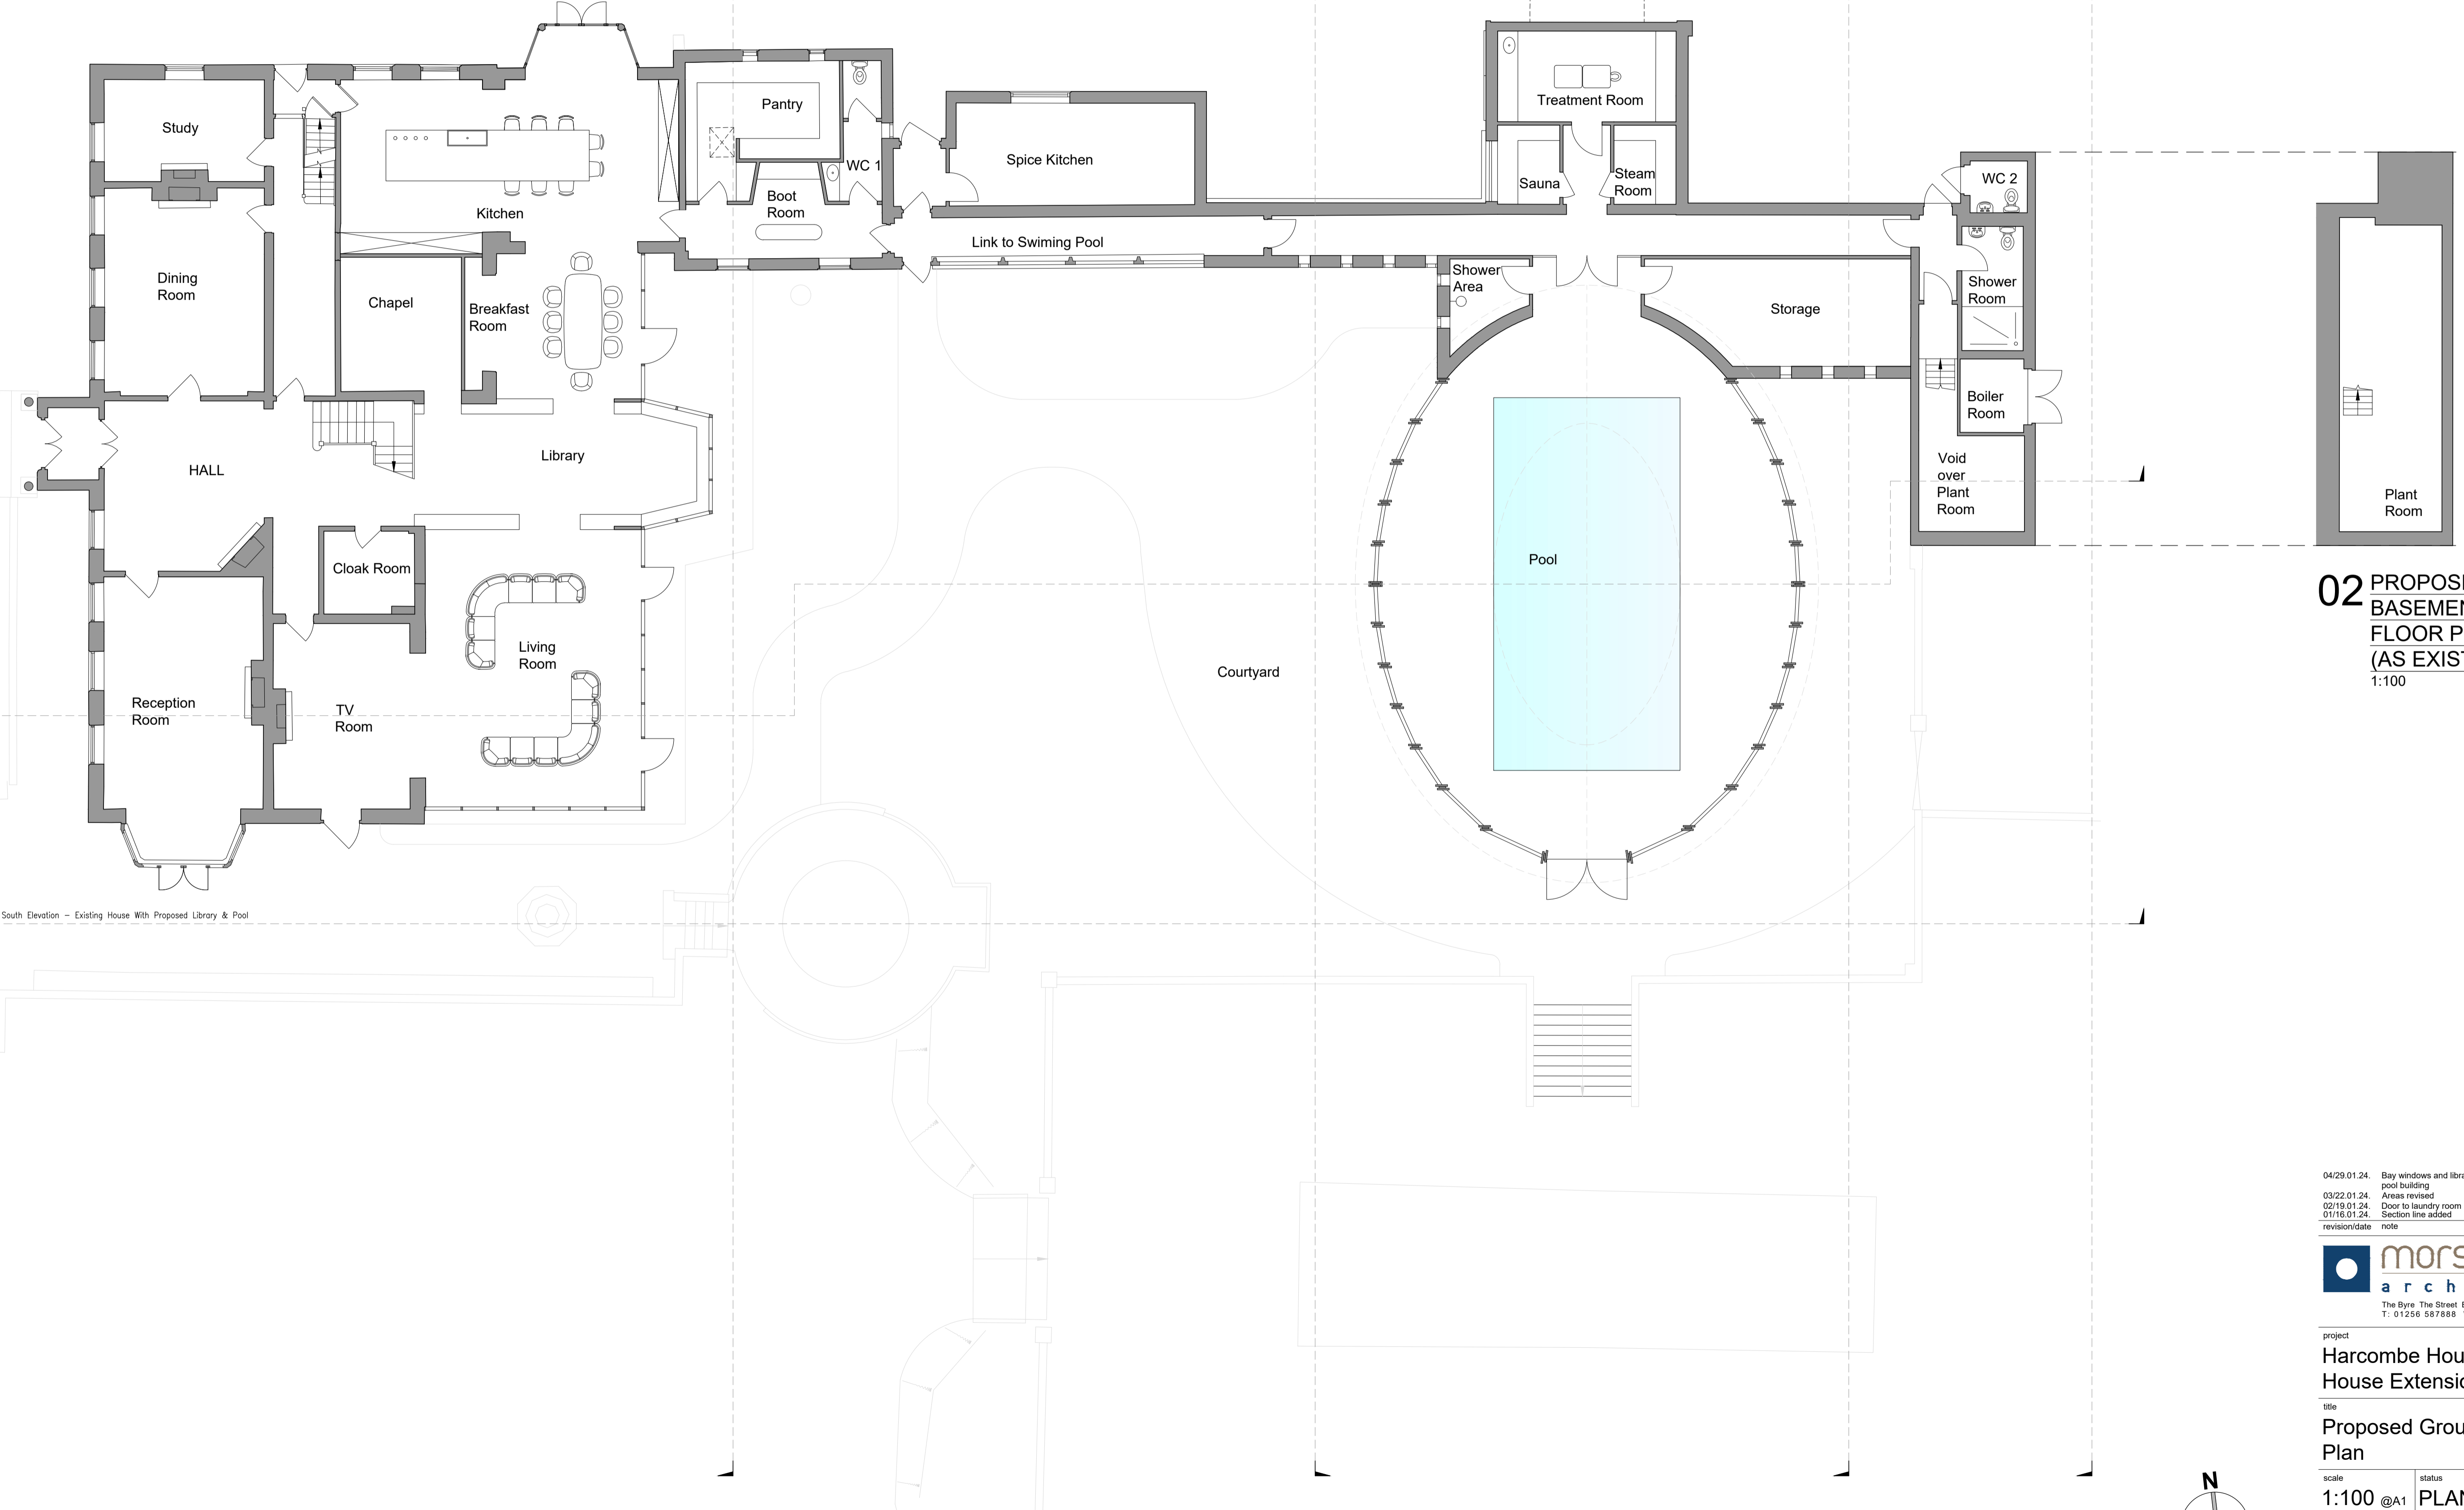 Study
Pantry
Treatment Room
Spice Kitchen
WC 1
Sauna
Steam
Room
WC 2
Boot
Room
Kitchen
Link to Swiming Pool
Dining
Room
Chapel
Breakfast
Room
Shower
Area
Storage
Shower
Room
Boiler
Room
HALL
Library
Void
over
Plant
Room
Plant
Room
Cloak Room
Pool
Living
Room
Courtyard
Reception
Room
TV
Room
02
PROPOS
BASEMEN
FLOOR P
(AS EXIST
1:100
South Elevation - Existing House With Proposed Library & Pool
04/29.01.24. Bay windows and libra
pool building
03/22.01.24. Areas revised
02/19.01.24. Door to laundry room
01/16.01.24. Section line added
revision/date note
mors
arch
The Byre The Street
T: 01256 587888
project
Harcombe Hou
House Extensi
title
Proposed Grou
Plan
scale status
1:100 @A1 PLAN
N